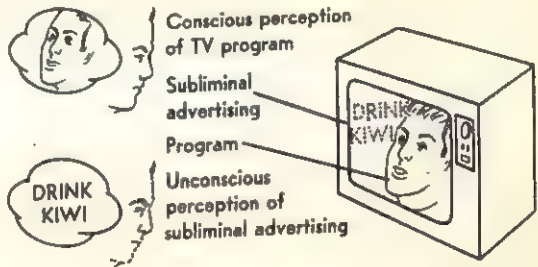 Conscious perception
of TV program
Subliminal
advertising
DRINK
KIWI
Program
Unconscious
perception of
subliminal advertising
DRINK
KIWI